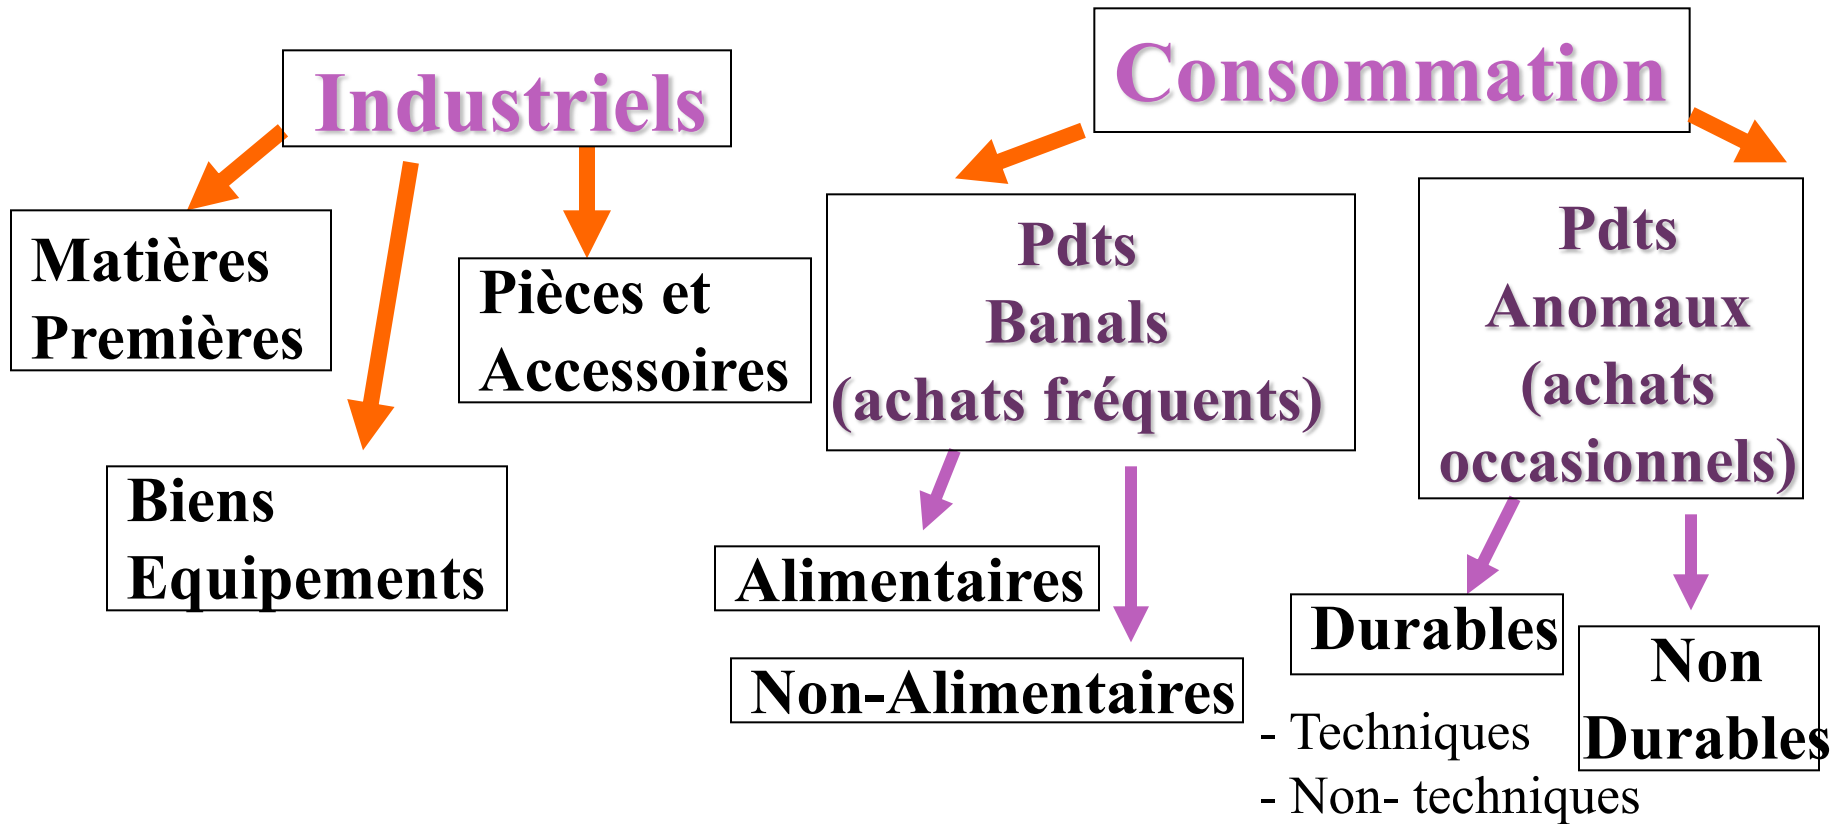 Industriels
Consommation
Matières
Premières
Pièces et
Accessoires
Biens
Equipements
Pdts
Banals
(achats fréquents)
Pdts
Anomaux
(achats
occasionnels)
Alimentaires
Non-Alimentaires
Durables
- Techniques
- Non- techniques
Non
Durables